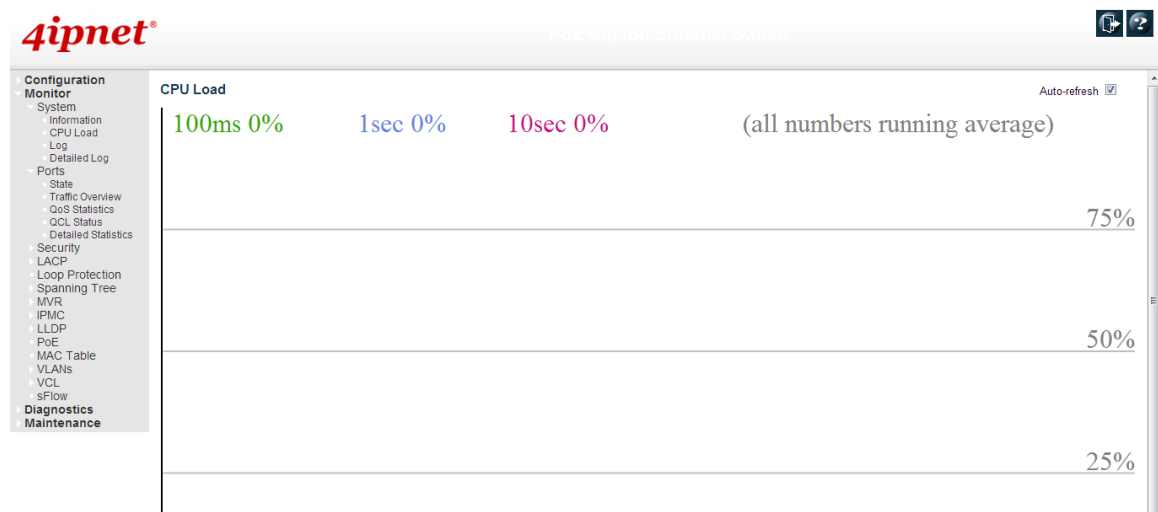 4ipnet®
PoE GigaBit Ethernet Switch
Configuration
Monitor
System
Information
CPU Load
Log
Detailed Log
Ports
State
Traffic Overview
QoS Statistics
QCL Status
Detailed Statistics
Security
LACP
Loop Protection
Spanning Tree
MVR
IPMC
LLDP
PoE
MAC Table
VLANs
VCL
sFlow
Diagnostics
Maintenance
CPU Load
Auto-refresh
100ms 0% 1sec 0% 10sec 0% (all numbers running average)
75%
50%
25%